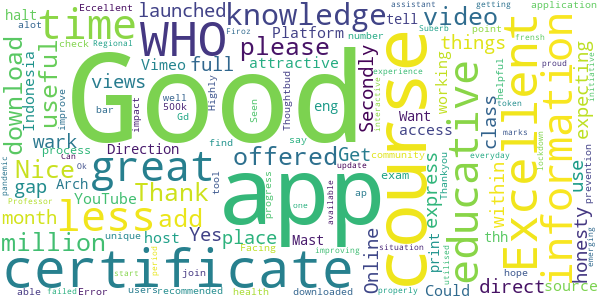 Good
app
course
certificate
WHO
time
great
less
Excellent
information
educative
knowledge
please
video
offered
million
Nice
Thank
add
Secondly
express
honesty
direct
within
download
useful
Indonesia
views
launched
Platform
attractive
full
Vimeo
halt
alot
Eccellent
check
Regional
improve
process
bar
impact
well
500k
Gd
Firoz
Highly
Seen
Thoughtbud
eng
number
tell
assistant
Suberb
getting
application
point
frensh
proud
initiative
things
expecting
working
class
access
Want
experience
interactive
helpful
token
marks
everyday
use
prevention
emerging
source
hope
lockdown
thh
print
Could
Online
exam
ap
community
update
situation
utilised
properly
improving
available
one
Get
Thankyou
place
Mast
Facing
period
health
progress
say
find
tool
Direction
wark
gap
Arch
month
YouTube
Yes
host
unique
join
recommended
downloaded
users
Error
failed
able
start
Professor
Can
Ok
pandemic